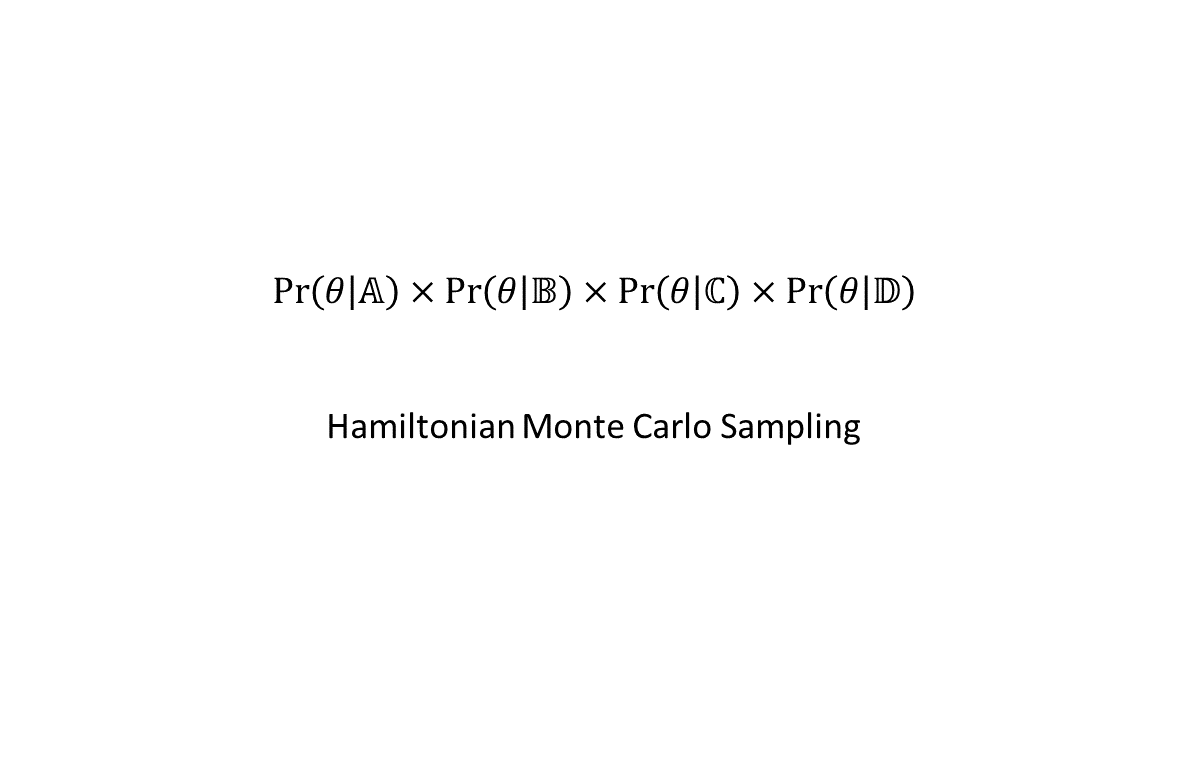 Pr(𝜃|𝔸) × Pr(𝜃|𝔹) × Pr(𝜃|ℂ) × Pr(𝜃|𝔻)
Hamiltonian Monte Carlo Sampling